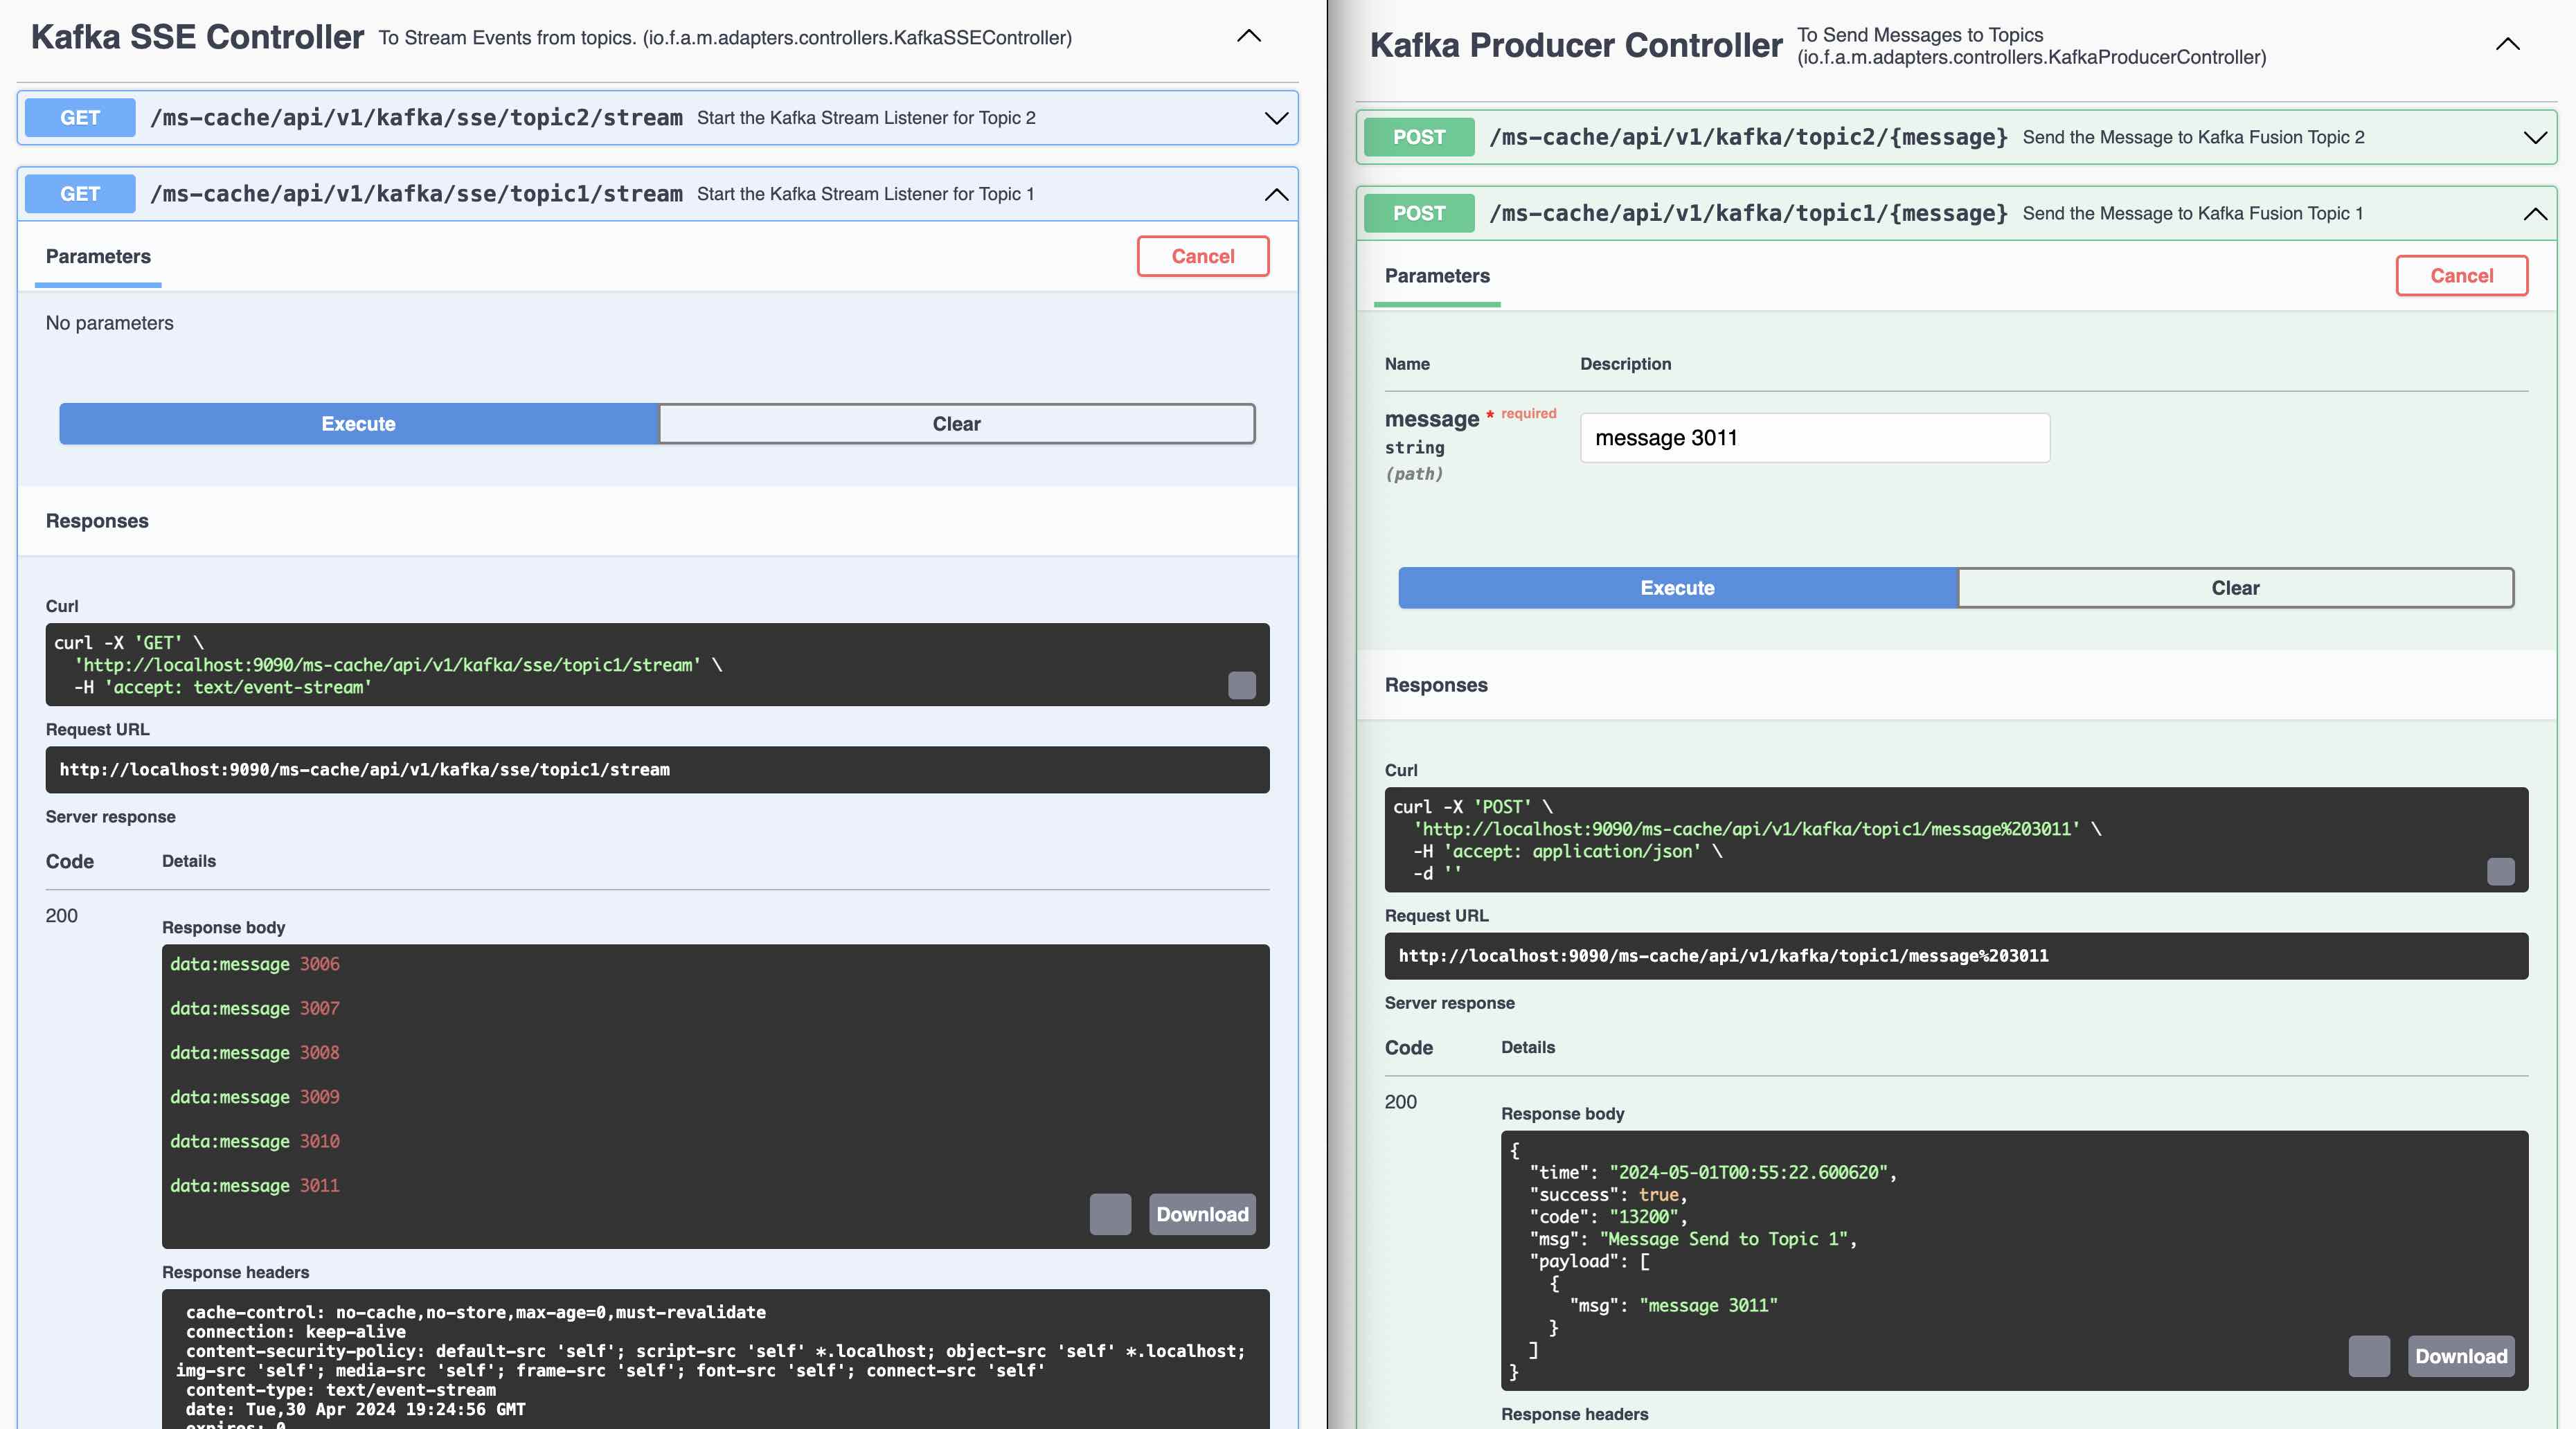 Kafka SSE Controller To Stream Events from topics. (io.f.a.m.adapters.controllers.KafkaSSEController)
GET /ms-cache/api/v1/kafka/sse/topic2/stream Start the Kafka Stream Listener for Topic 2
GET /ms-cache/api/v1/kafka/sse/topic1/stream Start the Kafka Stream Listener for Topic 1
Parameters
Cancel
No parameters
Execute
Clear
Responses
Curl
curl -X 'GET' \
'http://localhost:9090/ms-cache/api/v1/kafka/sse/topic1/stream' \
-H 'accept: text/event-stream'
Request URL
http://localhost:9090/ms-cache/api/v1/kafka/sse/topic1/stream
Server response
Code Details
200
Response body
data:message 3006
data:message 3007
data:message 3008
data:message 3009
data:message 3010
data:message 3011
Download
Response headers
cache-control: no-cache,no-store,max-age=0,must-revalidate
connection: keep-alive
content-security-policy: default-src 'self'; script-src 'self' *.localhost; object-src 'self' *.localhost;
img-src 'self'; media-src 'self'; frame-src 'self'; font-src 'self'; connect-src 'self'
content-type: text/event-stream
date: Tue,30 Apr 2024 19:24:56 GMT
expires: 0
Kafka Producer Controller To Send Messages to Topics
(io.f.a.m.adapters.controllers.KafkaProducerController)
POST /ms-cache/api/v1/kafka/topic2/{message} Send the Message to Kafka Fusion Topic 2
POST /ms-cache/api/v1/kafka/topic1/{message} Send the Message to Kafka Fusion Topic 1
Parameters
Cancel
Name Description
message * required
string
(path)
message 3011
Execute
Clear
Responses
Curl
curl -X 'POST' \
'http://localhost:9090/ms-cache/api/v1/kafka/topic1/message%203011' \
-H 'accept: application/json' \
-d ''
Request URL
http://localhost:9090/ms-cache/api/v1/kafka/topic1/message%203011
Server response
Code Details
200
Response body
{
"time": "2024-05-01T00:55:22.600620",
"success": true,
"code": "13200",
"msg": "Message Send to Topic 1",
"payload": [
{
"msg": "message 3011"
}
]
}
Download
Response headers